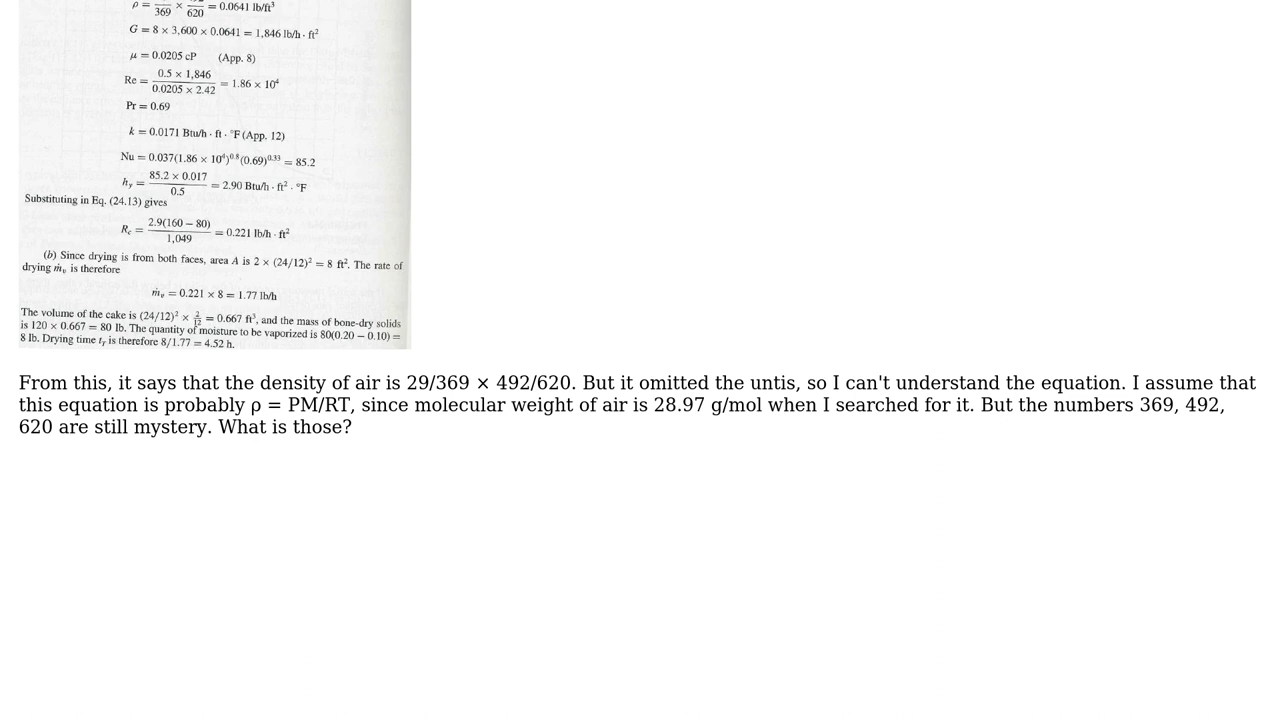 ρ = /369 × /620 = 0.0641 lb/ft³
G = 8 × 3,600 × 0.0641 = 1,846 lb/h · ft²
μ = 0.0205 cP (App. 8)
Re = 0.5 × 1,846 / 0.0205 × 2.42 = 1.86 × 10⁴
Pr = 0.69
k = 0.0171 Btu/h · ft · °F (App. 12)
Nu = 0.037(1.86 × 10⁴)^0.8 (0.69)^0.33 = 85.2
h_y = 85.2 × 0.017 / 0.5 = 2.90 Btu/h · ft² · °F
Substituting in Eq. (24.13) gives
R_c = 2.9(160 − 80) / 1,049 = 0.221 lb/h · ft²
(b) Since drying is from both faces, area A is 2 × (24/12)² = 8 ft². The rate of
drying ṁ_v is therefore
ṁ_v = 0.221 × 8 = 1.77 lb/h
The volume of the cake is (24/12)² × 2/12 = 0.667 ft³, and the mass of bone-dry solids
is 120 × 0.667 = 80 lb. The quantity of moisture to be vaporized is 80(0.20 − 0.10) =
8 lb. Drying time t_T is therefore 8/1.77 = 4.52 h.
From this, it says that the density of air is 29/369 × 492/620. But it omitted the untis, so I can't understand the equation. I assume that
this equation is probably ρ = PM/RT, since molecular weight of air is 28.97 g/mol when I searched for it. But the numbers 369, 492,
620 are still mystery. What is those?